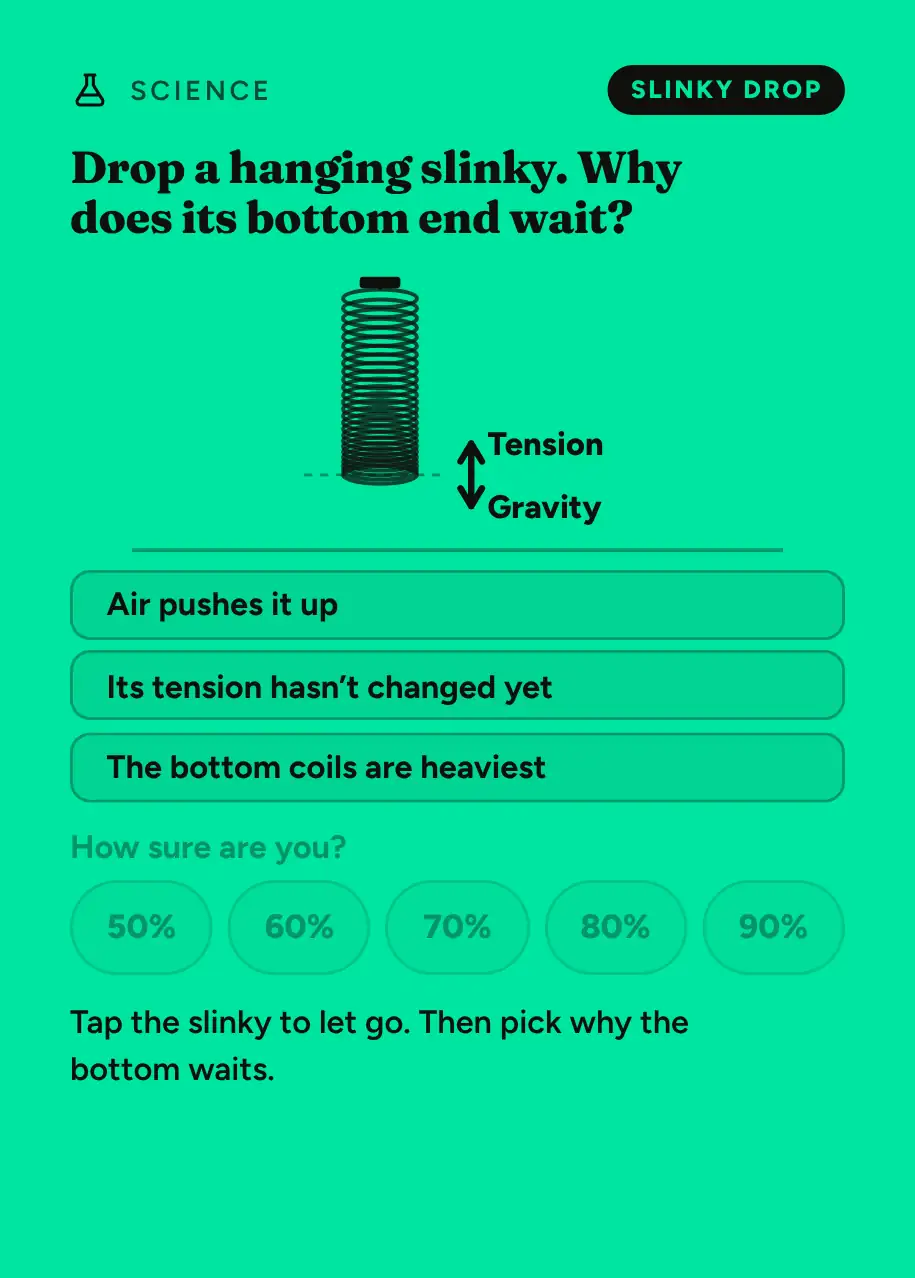 SCIENCE
SLINKY DROP
Drop a hanging slinky. Why
does its bottom end wait?
Tension
Gravity
Air pushes it up
Its tension hasn’t changed yet
The bottom coils are heaviest
How sure are you?
50% 60% 70% 80% 90%
Tap the slinky to let go. Then pick why the
bottom waits.